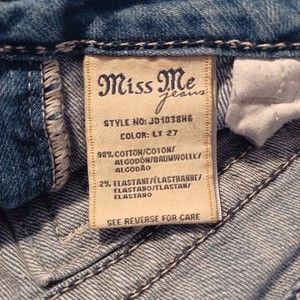 Miss Me
jeans
STYLE NO: JD1038H6
COLOR: LT 27
98% COTTON/COTON/
ALGODÓN/BAUMWOLLE/
ALGODÃO
2% ELASTANE/ÉLASTHANNE/
ELASTANO/ELASTAN/
ELASTANO
SEE REVERSE FOR CARE